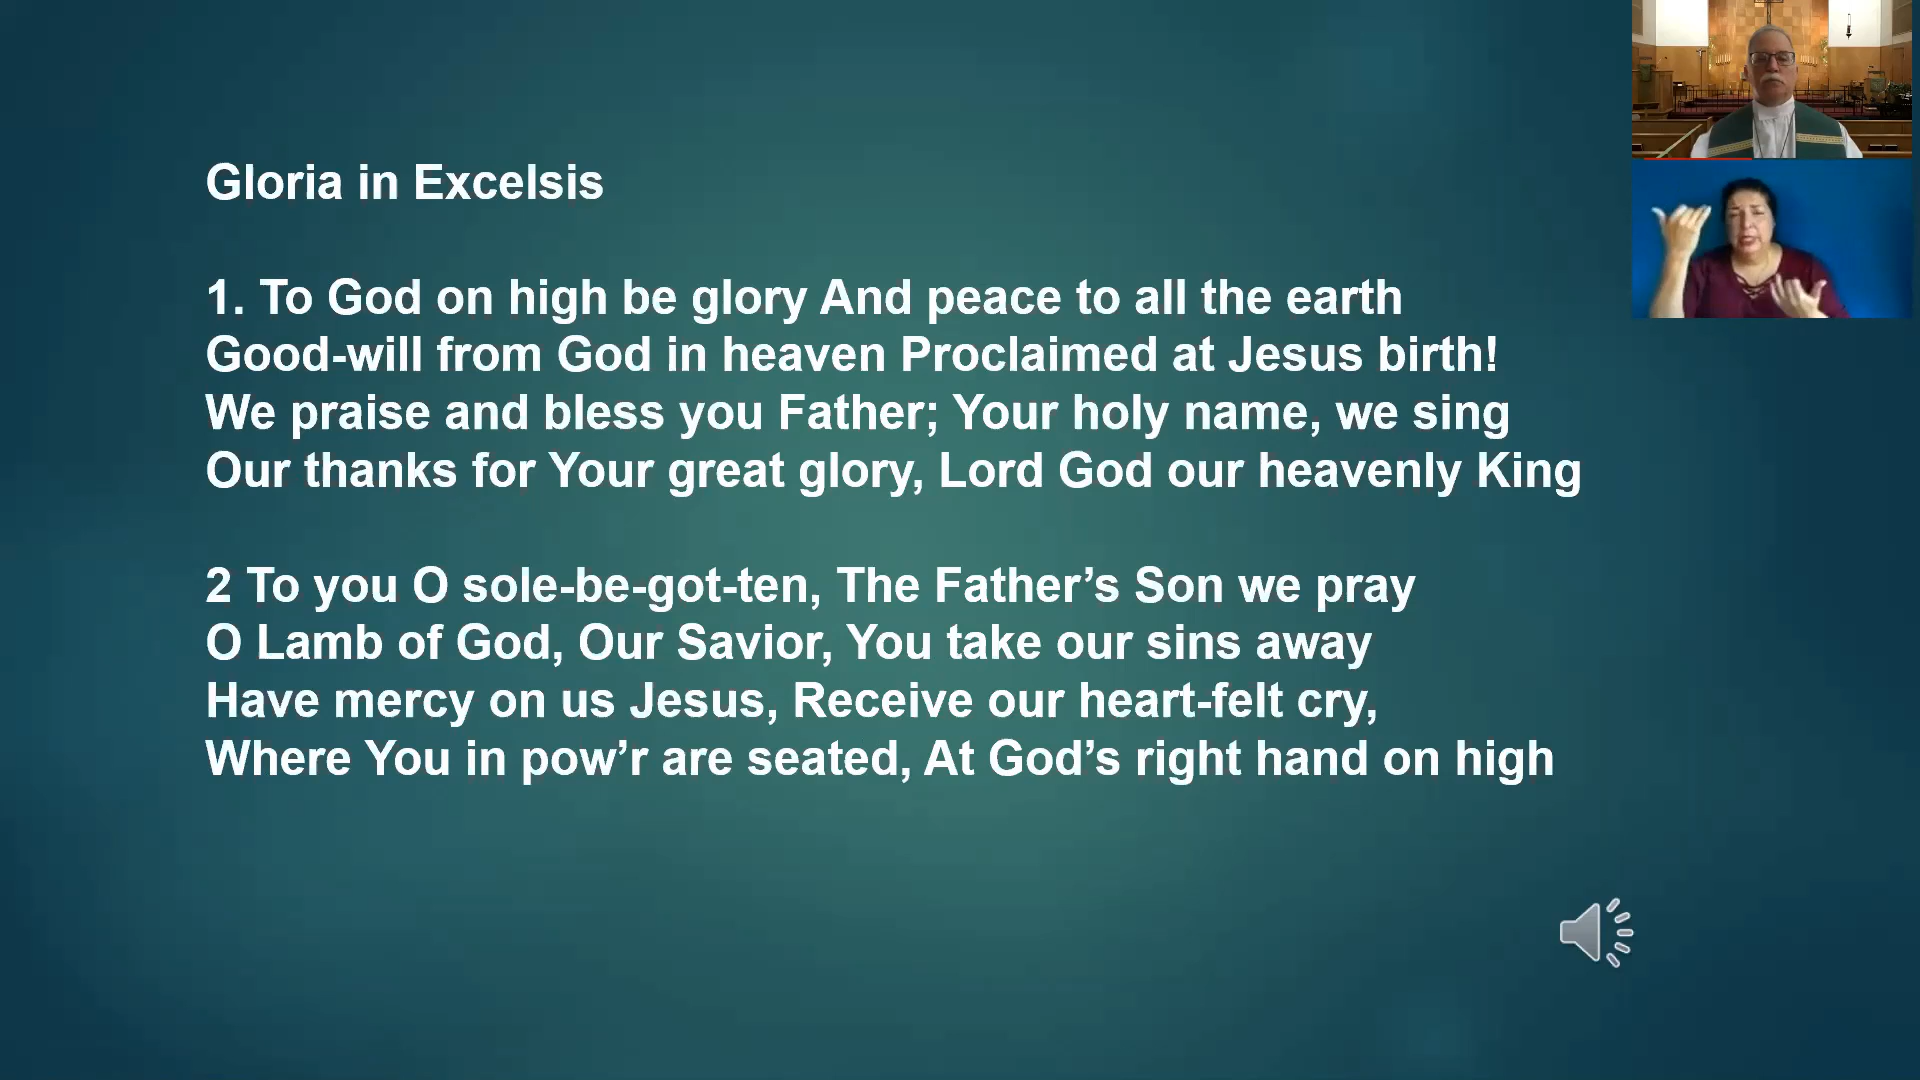 Gloria in Excelsis
1. To God on high be glory And peace to all the earth
Good-will from God in heaven Proclaimed at Jesus birth!
We praise and bless you Father; Your holy name, we sing
Our thanks for Your great glory, Lord God our heavenly King
2 To you O sole-be-got-ten, The Father’s Son we pray
O Lamb of God, Our Savior, You take our sins away
Have mercy on us Jesus, Receive our heart-felt cry,
Where You in pow’r are seated, At God’s right hand on high